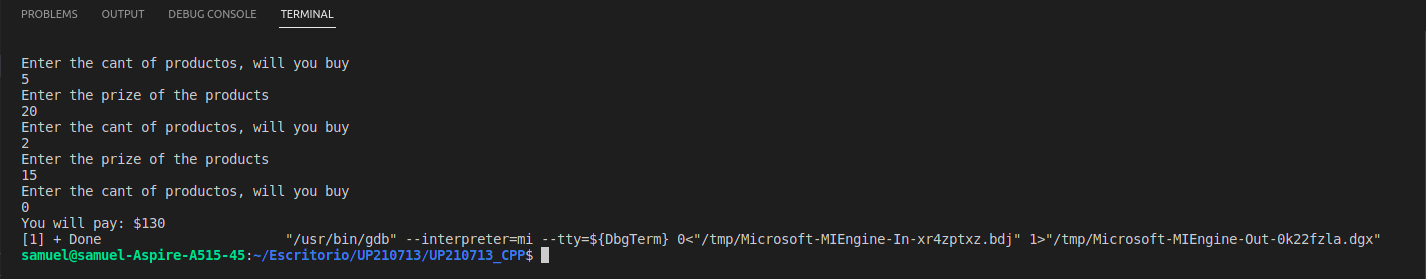 PROBLEMS OUTPUT DEBUG CONSOLE TERMINAL
Enter the cant of productos, will you buy
5
Enter the prize of the products
20
Enter the cant of productos, will you buy
2
Enter the prize of the products
15
Enter the cant of productos, will you buy
0
You will pay: $130
[1] + Done "/usr/bin/gdb" --interpreter=mi --tty=${DbgTerm} 0<"/tmp/Microsoft-MIEngine-In-xr4zptxz.bdj" 1>"/tmp/Microsoft-MIEngine-Out-0k22fzla.dgx"
samuel@samuel-Aspire-A515-45:~/Escritorio/UP210713/UP210713_CPP$